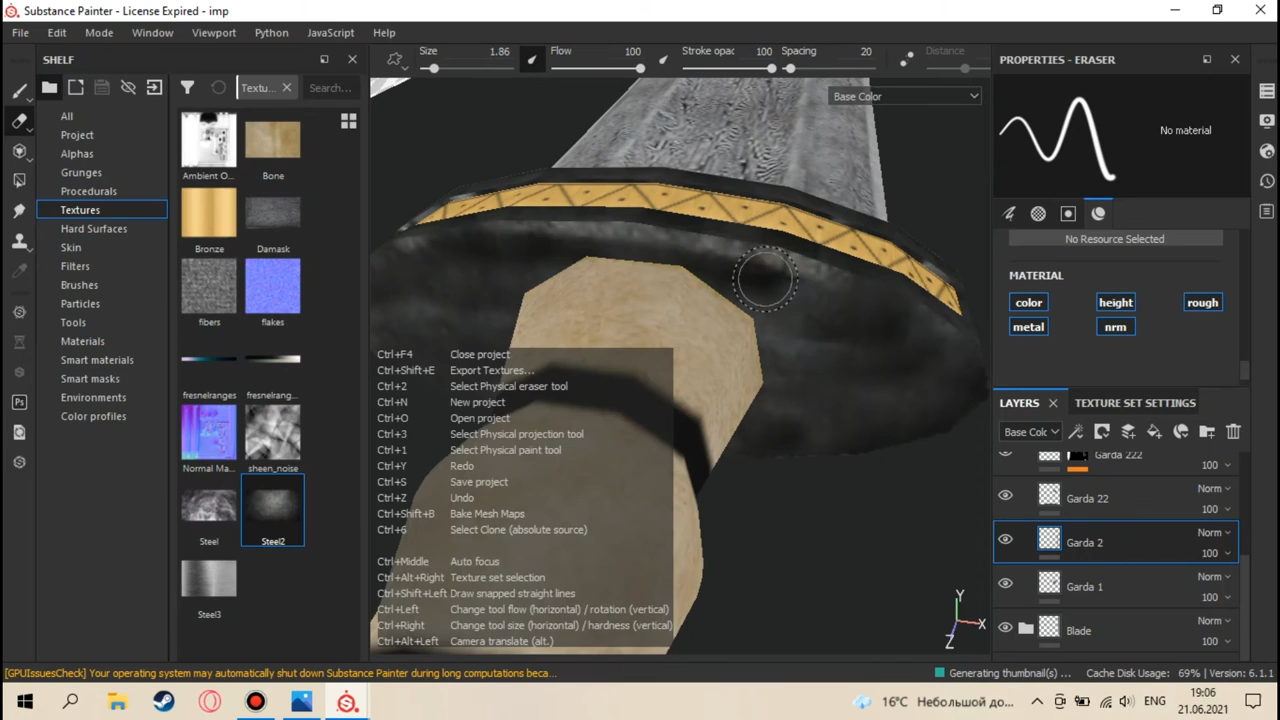 Substance Painter - License Expired - imp
File Edit Mode Window Viewport Python JavaScript Help
SHELF
Size 1.86 Flow 100 Stroke opac 100 Spacing 20 Distance
PROPERTIES - ERASER
Textu... Search...
Base Color
No material
All
Project
Alphas
Grunges
Procedurals
Textures
Hard Surfaces
Skin
Filters
Brushes
Particles
Tools
Materials
Smart materials
Smart masks
Environments
Color profiles
Ambient O... Bone
Bronze Damask
fibers flakes
fresnelranges fresnelrang...
Normal Ma... sheen_noise
Steel Steel2
Steel3
Ctrl+F4 Close project
Ctrl+Shift+E Export Textures...
Ctrl+2 Select Physical eraser tool
Ctrl+N New project
Ctrl+O Open project
Ctrl+3 Select Physical projection tool
Ctrl+1 Select Physical paint tool
Ctrl+Y Redo
Ctrl+S Save project
Ctrl+Z Undo
Ctrl+Shift+B Bake Mesh Maps
Ctrl+6 Select Clone (absolute source)
Ctrl+Middle Auto focus
Ctrl+Alt+Right Texture set selection
Ctrl+Shift+Left Draw snapped straight lines
Ctrl+Left Change tool flow (horizontal) / rotation (vertical)
Ctrl+Right Change tool size (horizontal) / hardness (vertical)
Ctrl+Alt+Left Camera translate (alt.)
Y
X
Z
No Resource Selected
MATERIAL
color height rough
metal nrm
LAYERS TEXTURE SET SETTINGS
Base Colc
Garda 222
100
Garda 22 Norm
100
Garda 2 Norm
100
Garda 1 Norm
100
Blade Norm
100
[GPUIssuesCheck] Your operating system may automatically shut down Substance Painter during long computations beca...
Generating thumbnail(s) ... Cache Disk Usage: 69% | Version: 6.1.1
Ps
16°C Небольшой до...
ENG
19:06
21.06.2021